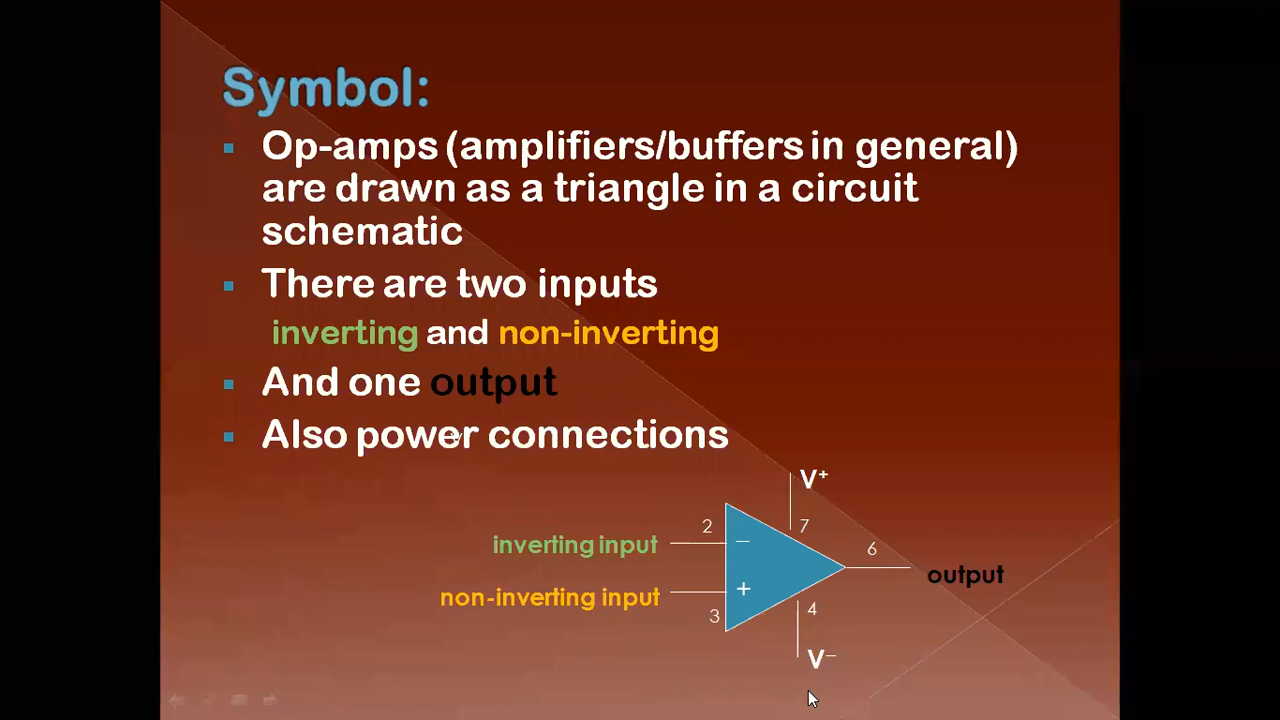 Symbol:
Op-amps (amplifiers/buffers in general)
are drawn as a triangle in a circuit
schematic
There are two inputs
inverting and non-inverting
And one output
Also power connections
V⁺
2
7
inverting input
−
6
output
non-inverting input
+
3
4
V⁻